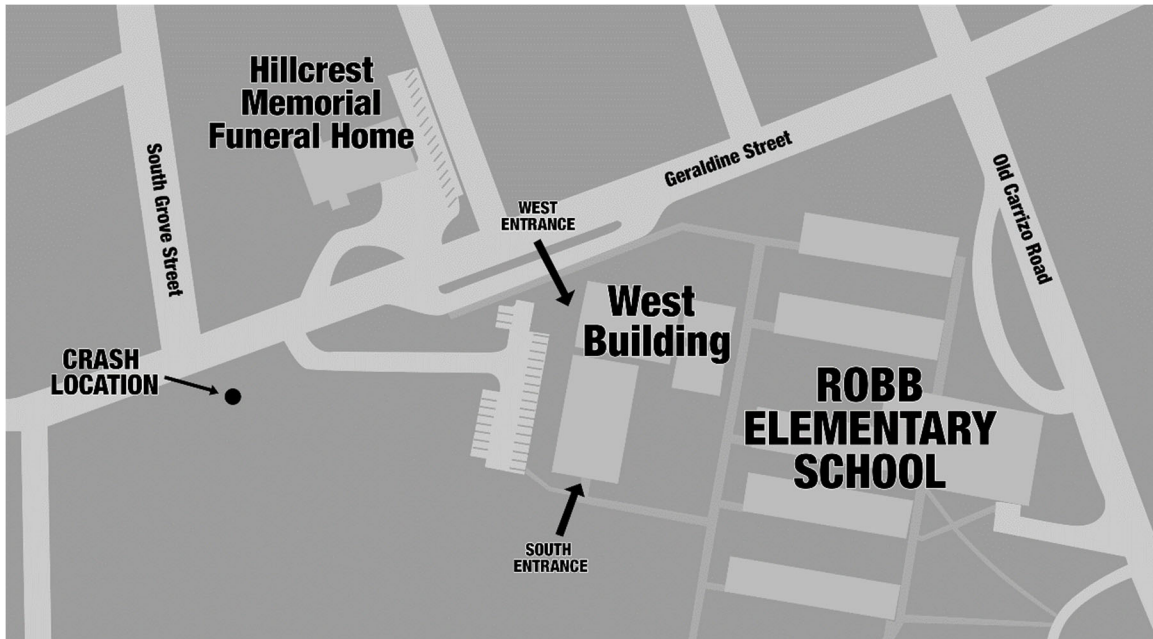 Hillcrest
Memorial
Funeral Home
South Grove Street
Geraldine Street
Old Carrizo Road
WEST
ENTRANCE
West
Building
CRASH
LOCATION
ROBB
ELEMENTARY
SCHOOL
SOUTH
ENTRANCE